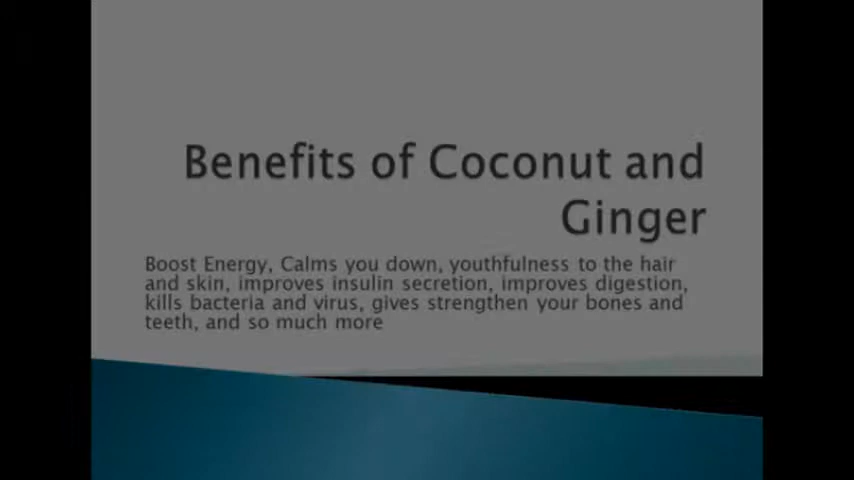 Benefits of Coconut and
Ginger
Boost Energy, Calms you down, youthfulness to the hair
and skin, improves insulin secretion, improves digestion,
kills bacteria and virus, gives strengthen your bones and
teeth, and so much more